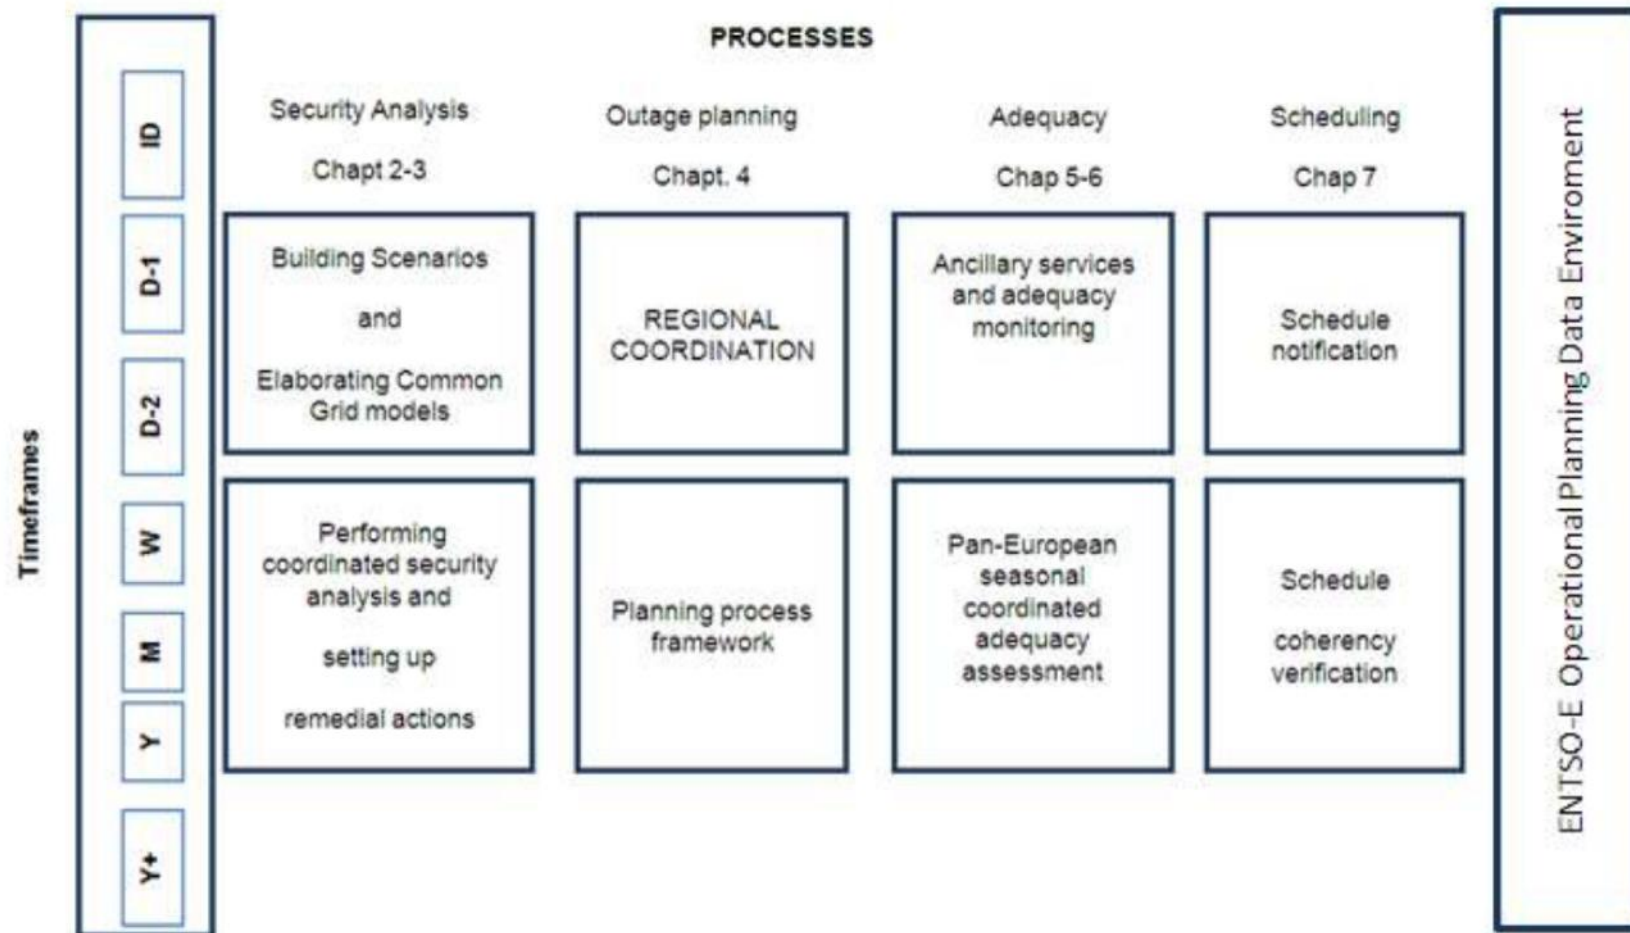 PROCESSES
Security Analysis
Chapt 2-3
Outage planning
Chapt. 4
Adequacy
Chap 5-6
Scheduling
Chap 7
Timeframes
ID
D-1
D-2
W
M
Y
Y+
Building Scenarios
and
Elaborating Common
Grid models
REGIONAL
COORDINATION
Ancillary services
and adequacy
monitoring
Schedule
notification
Performing
coordinated security
analysis and
setting up
remedial actions
Planning process
framework
Pan-European
seasonal
coordinated
adequacy
assessment
Schedule
coherency
verification
ENTSO-E Operational Planning Data Enviroment